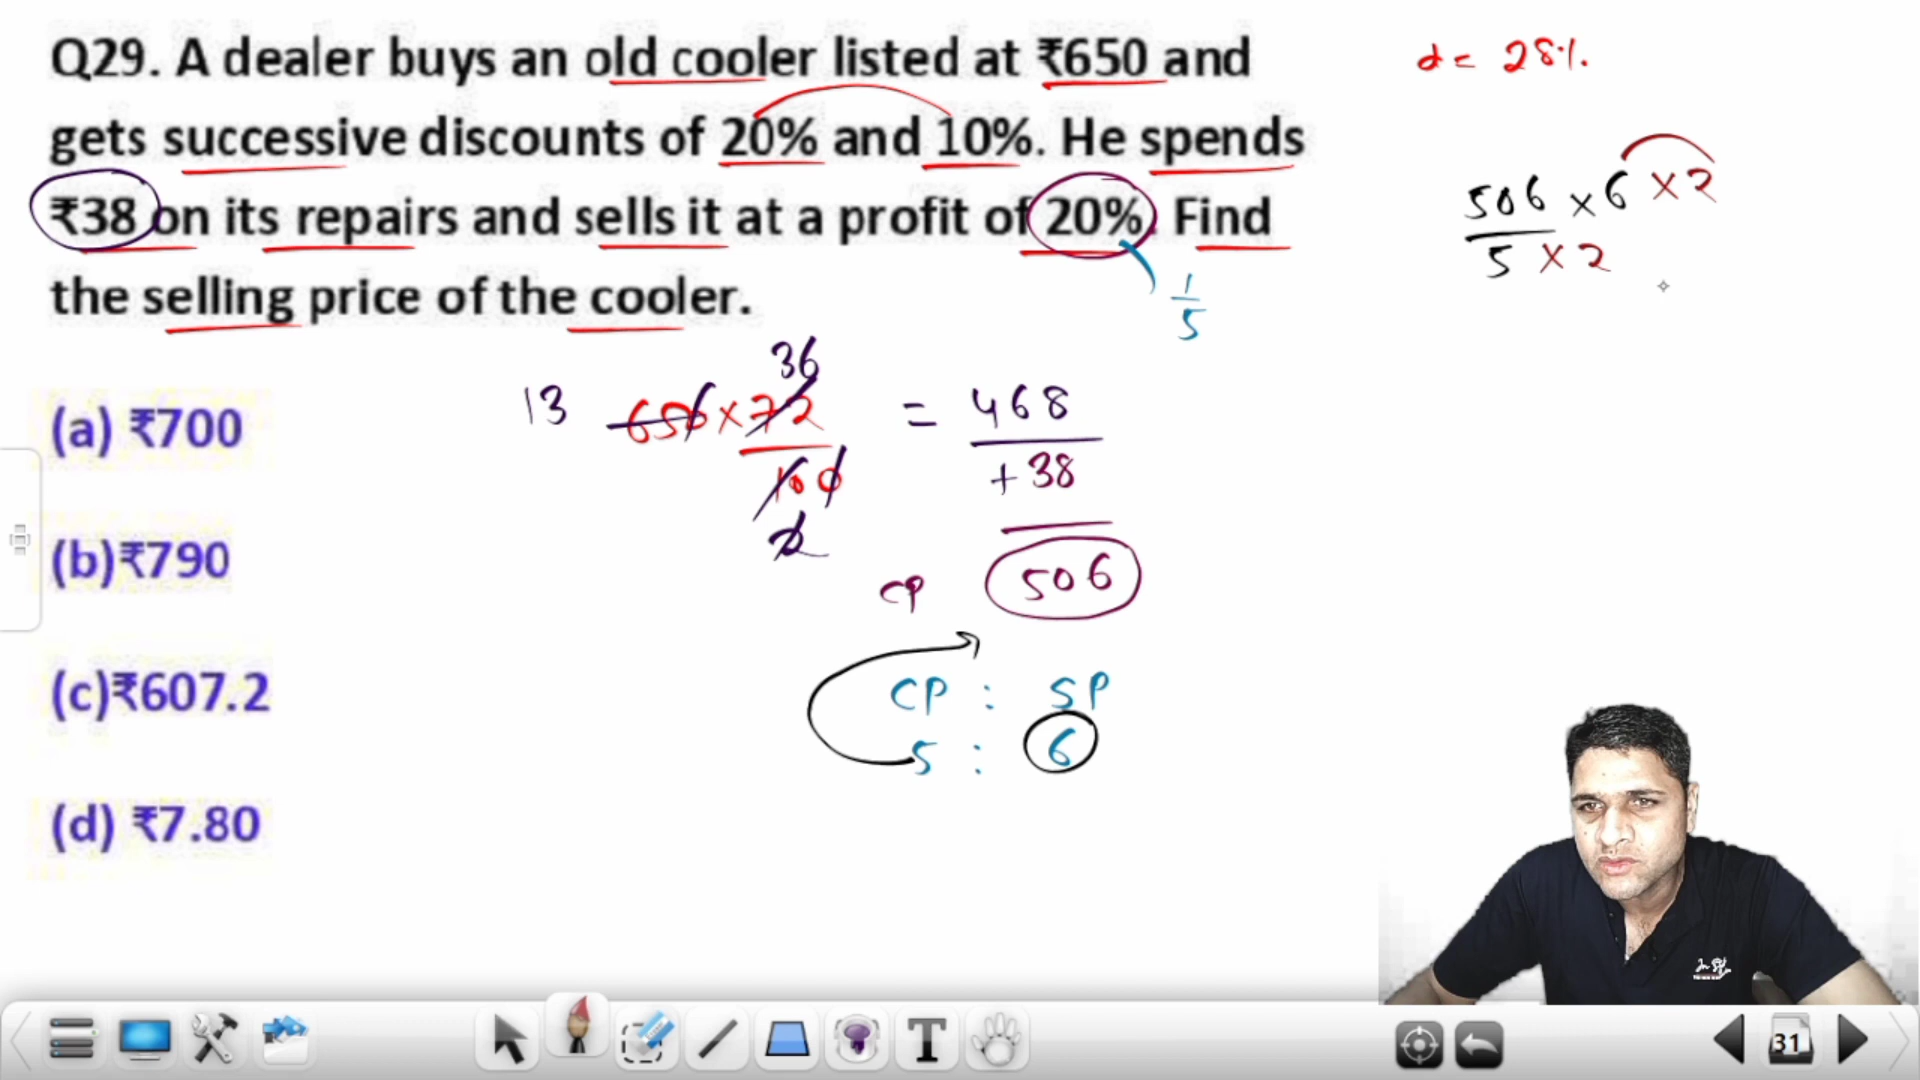 Q29. A dealer buys an old cooler listed at ₹650 and
gets successive discounts of 20% and 10%. He spends
₹38 on its repairs and sells it at a profit of 20%. Find
the selling price of the cooler.
(a) ₹700
(b)₹790
(c)₹607.2
(d) ₹7.80
d = 28%.
506 × 6 × 2
5 × 2
1
5
36
13 650 × 72 = 468
100
2
+ 38
CP 506
CP : SP
5 : 6
T
31